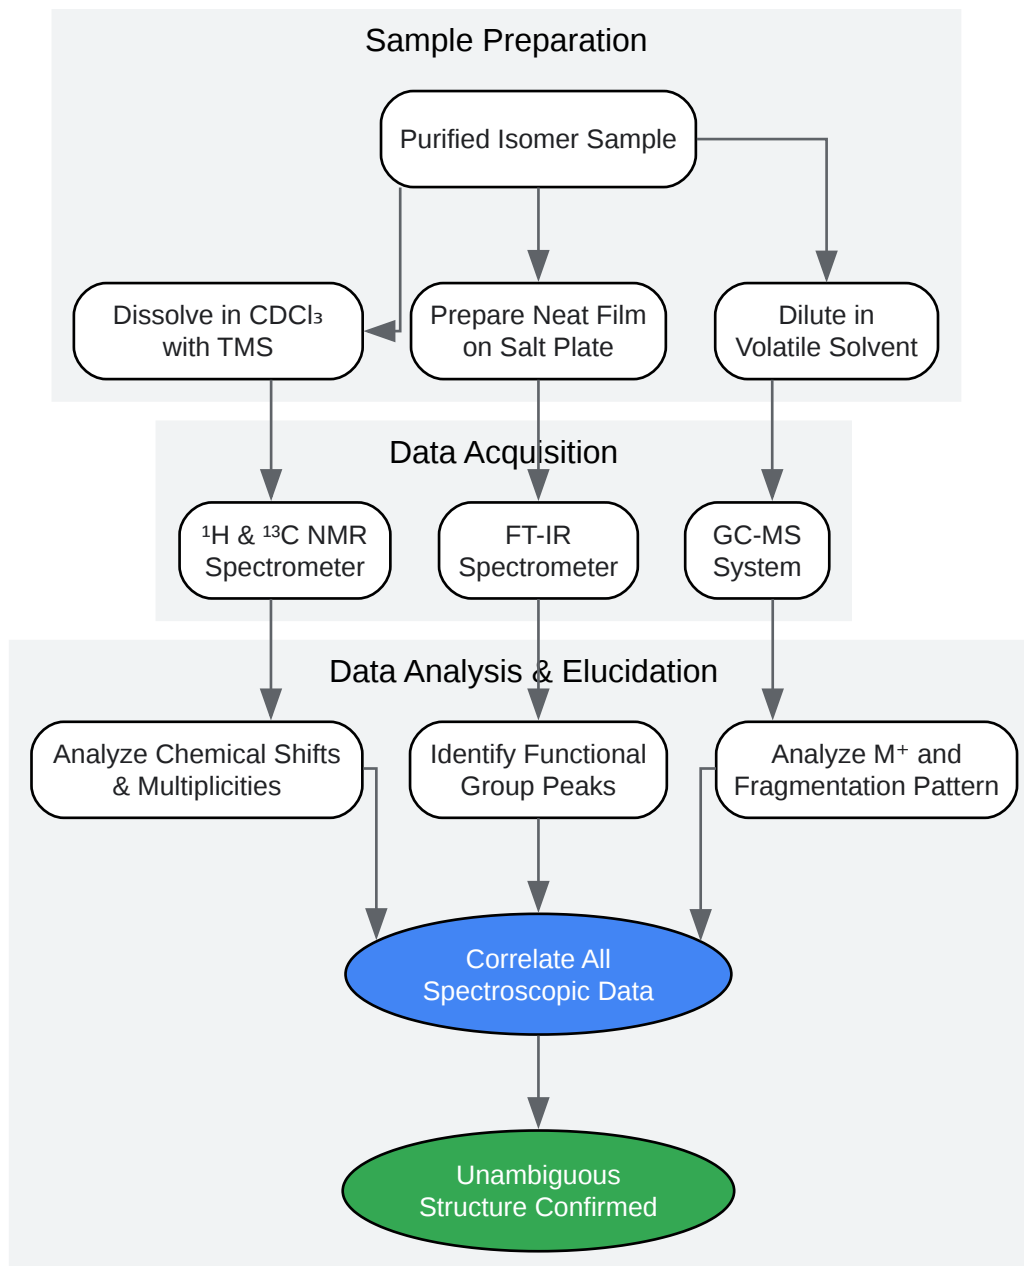 Sample Preparation
Purified Isomer Sample
Dissolve in CDCl₃
with TMS
Prepare Neat Film
on Salt Plate
Dilute in
Volatile Solvent
Data Acquisition
¹H & ¹³C NMR
Spectrometer
FT-IR
Spectrometer
GC-MS
System
Data Analysis & Elucidation
Analyze Chemical Shifts
& Multiplicities
Identify Functional
Group Peaks
Analyze M⁺ and
Fragmentation Pattern
Correlate All
Spectroscopic Data
Unambiguous
Structure Confirmed